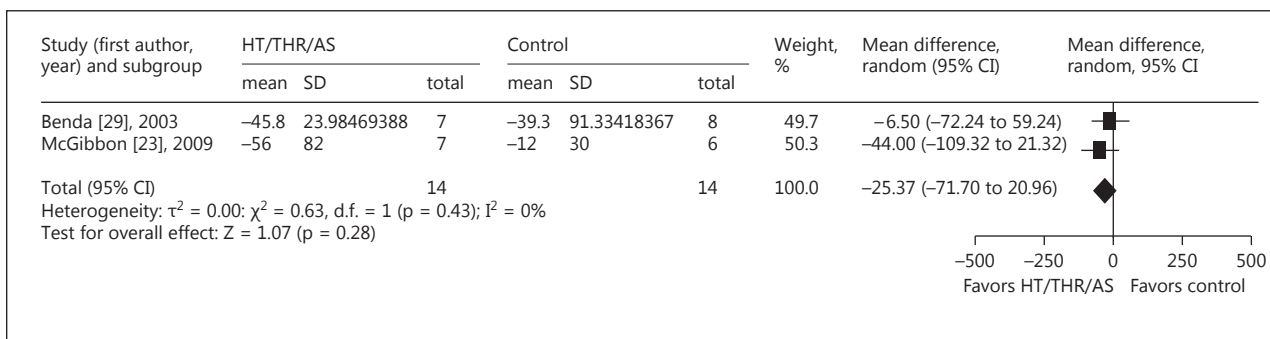 Study (first author, year) and subgroup HT/THR/AS Control Weight, % Mean difference, random (95% CI) Mean difference, random, 95% CI
mean SD total mean SD total
Benda [29], 2003 –45.8 23.98469388 7 –39.3 91.33418367 8 49.7 –6.50 (–72.24 to 59.24)
McGibbon [23], 2009 –56 82 7 –12 30 6 50.3 –44.00 (–109.32 to 21.32)
Total (95% CI) 14 14 100.0 –25.37 (–71.70 to 20.96)
Heterogeneity: τ² = 0.00: χ² = 0.63, d.f. = 1 (p = 0.43); I² = 0%
Test for overall effect: Z = 1.07 (p = 0.28)
–500 –250 0 250 500
Favors HT/THR/AS Favors control